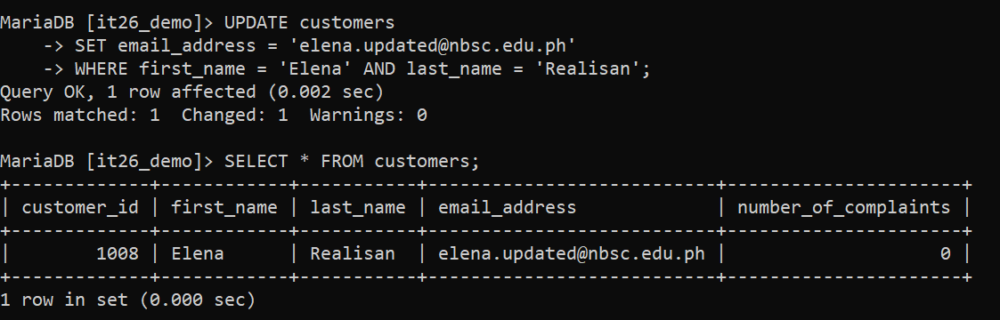 MariaDB [it26_demo]> UPDATE customers
    -> SET email_address = 'elena.updated@nbsc.edu.ph'
    -> WHERE first_name = 'Elena' AND last_name = 'Realisan';
Query OK, 1 row affected (0.002 sec)
Rows matched: 1  Changed: 1  Warnings: 0

MariaDB [it26_demo]> SELECT * FROM customers;
+-------------+------------+-----------+---------------------------+----------------------+
| customer_id | first_name | last_name | email_address             | number_of_complaints |
+-------------+------------+-----------+---------------------------+----------------------+
|        1008 | Elena      | Realisan  | elena.updated@nbsc.edu.ph |                    0 |
+-------------+------------+-----------+---------------------------+----------------------+
1 row in set (0.000 sec)